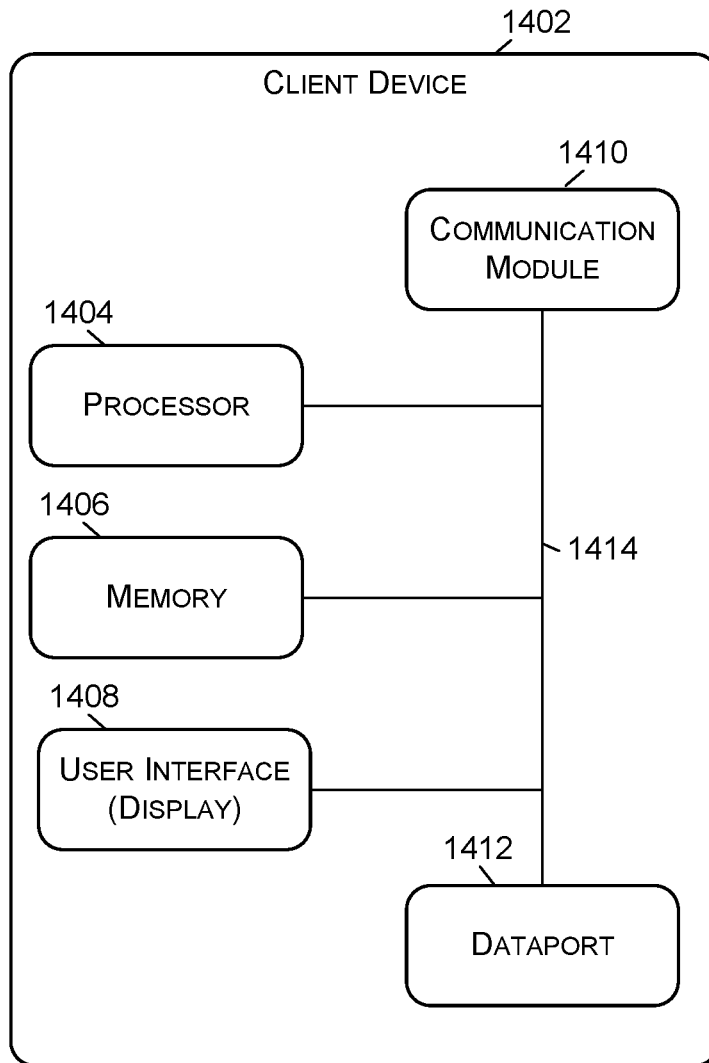 1402
CLIENT DEVICE
1410
COMMUNICATION
MODULE
1404
PROCESSOR
1406
MEMORY
1414
1408
USER INTERFACE
(DISPLAY)
1412
DATAPORT